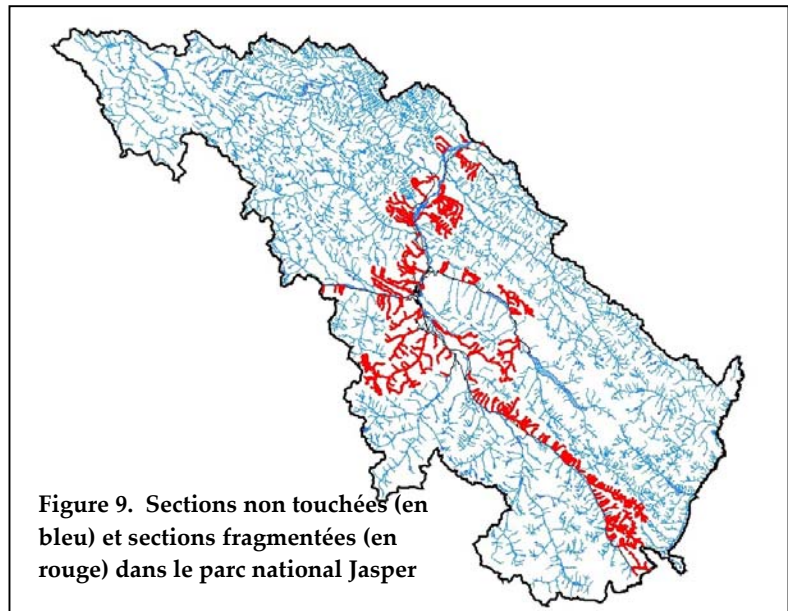 Figure 9. Sections non touchées (en
bleu) et sections fragmentées (en
rouge) dans le parc national Jasper